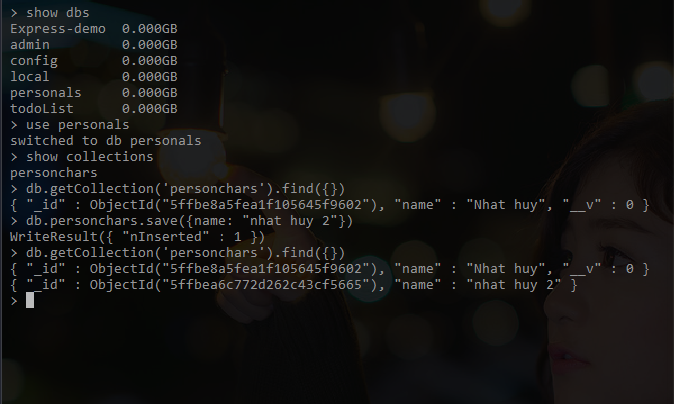 > show dbs
Express-demo  0.000GB
admin         0.000GB
config        0.000GB
local         0.000GB
personals     0.000GB
todoList      0.000GB
> use personals
switched to db personals
> show collections
personchars
> db.getCollection('personchars').find({})
{ "_id" : ObjectId("5ffbe8a5fea1f105645f9602"), "name" : "Nhat huy", "__v" : 0 }
> db.personchars.save({name: "nhat huy 2"})
WriteResult({ "nInserted" : 1 })
> db.getCollection('personchars').find({})
{ "_id" : ObjectId("5ffbe8a5fea1f105645f9602"), "name" : "Nhat huy", "__v" : 0 }
{ "_id" : ObjectId("5ffbea6c772d262c43cf5665"), "name" : "nhat huy 2" }
>